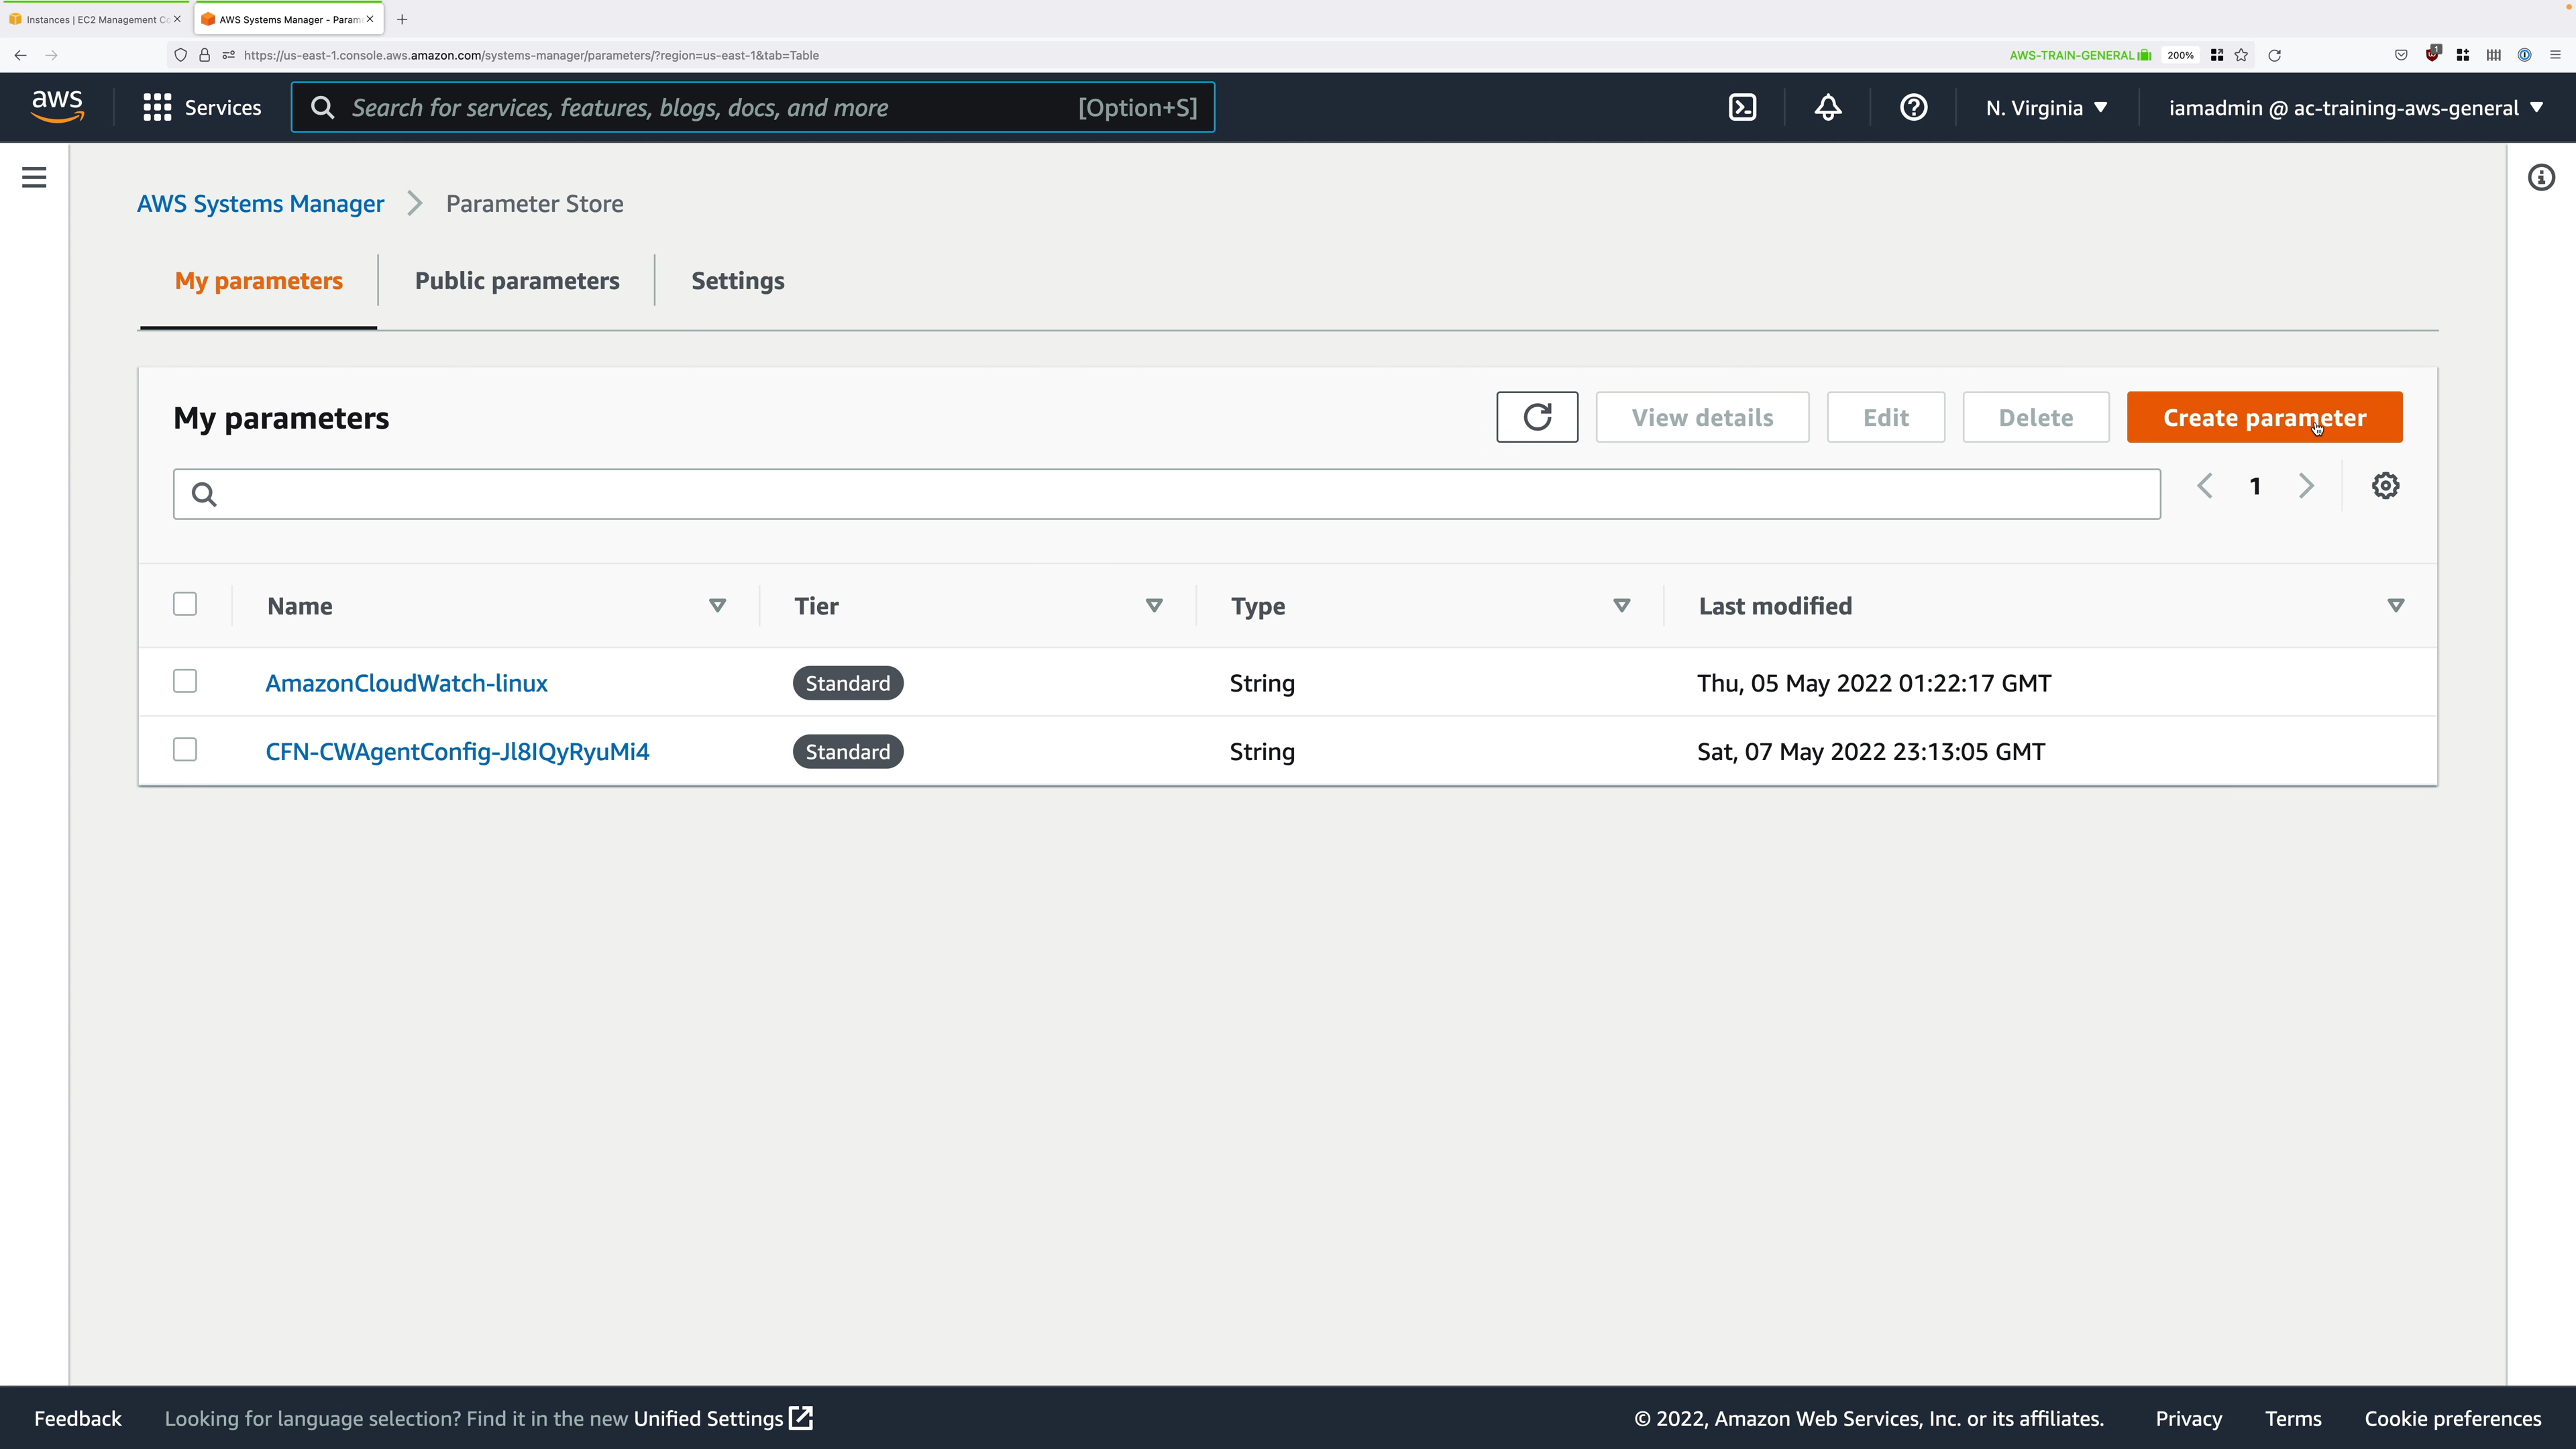 Instances | EC2 Management Co
AWS Systems Manager - Param
https://us-east-1.console.aws.amazon.com/systems-manager/parameters/?region=us-east-1&tab=Table
AWS-TRAIN-GENERAL
200%
1
aws
Services
Search for services, features, blogs, docs, and more
[Option+S]
N. Virginia
iamadmin @ ac-training-aws-general
AWS Systems Manager
Parameter Store
My parameters
Public parameters
Settings
My parameters
View details
Edit
Delete
Create parameter
1
Name
Tier
Type
Last modified
AmazonCloudWatch-linux
Standard
String
Thu, 05 May 2022 01:22:17 GMT
CFN-CWAgentConfig-Jl8IQyRyuMi4
Standard
String
Sat, 07 May 2022 23:13:05 GMT
Feedback
Looking for language selection? Find it in the new Unified Settings
© 2022, Amazon Web Services, Inc. or its affiliates.
Privacy
Terms
Cookie preferences